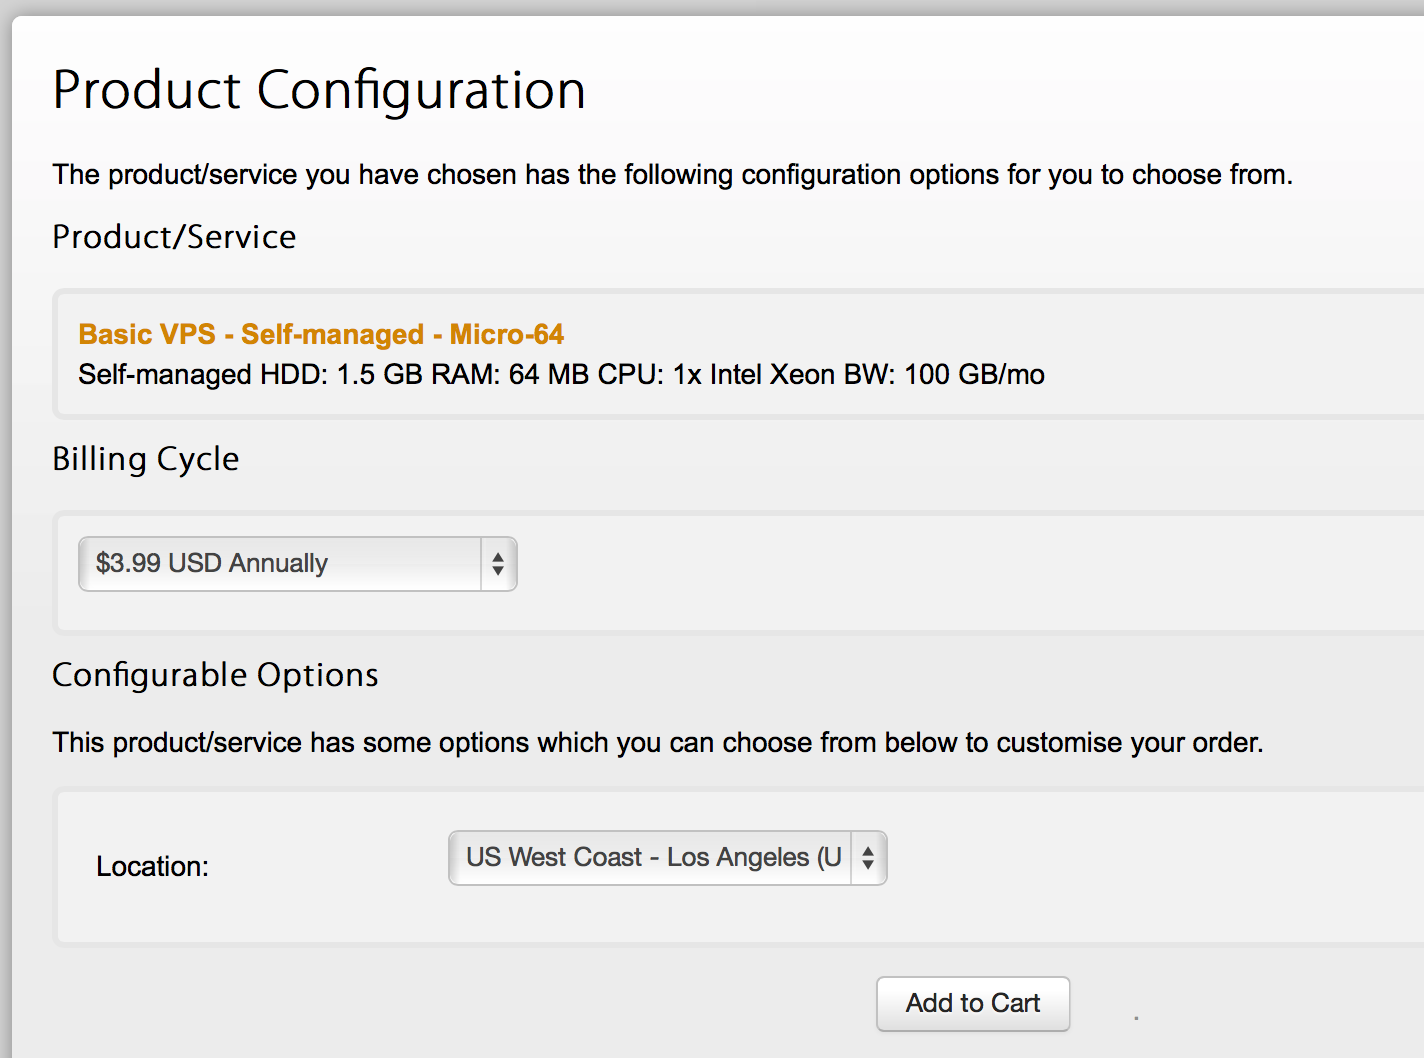 Product Configuration
The product/service you have chosen has the following configuration options for you to choose from.
Product/Service
Basic VPS - Self-managed - Micro-64
Self-managed HDD: 1.5 GB RAM: 64 MB CPU: 1x Intel Xeon BW: 100 GB/mo
Billing Cycle
$3.99 USD Annually
Configurable Options
This product/service has some options which you can choose from below to customise your order.
Location:
US West Coast - Los Angeles (U
Add to Cart
.